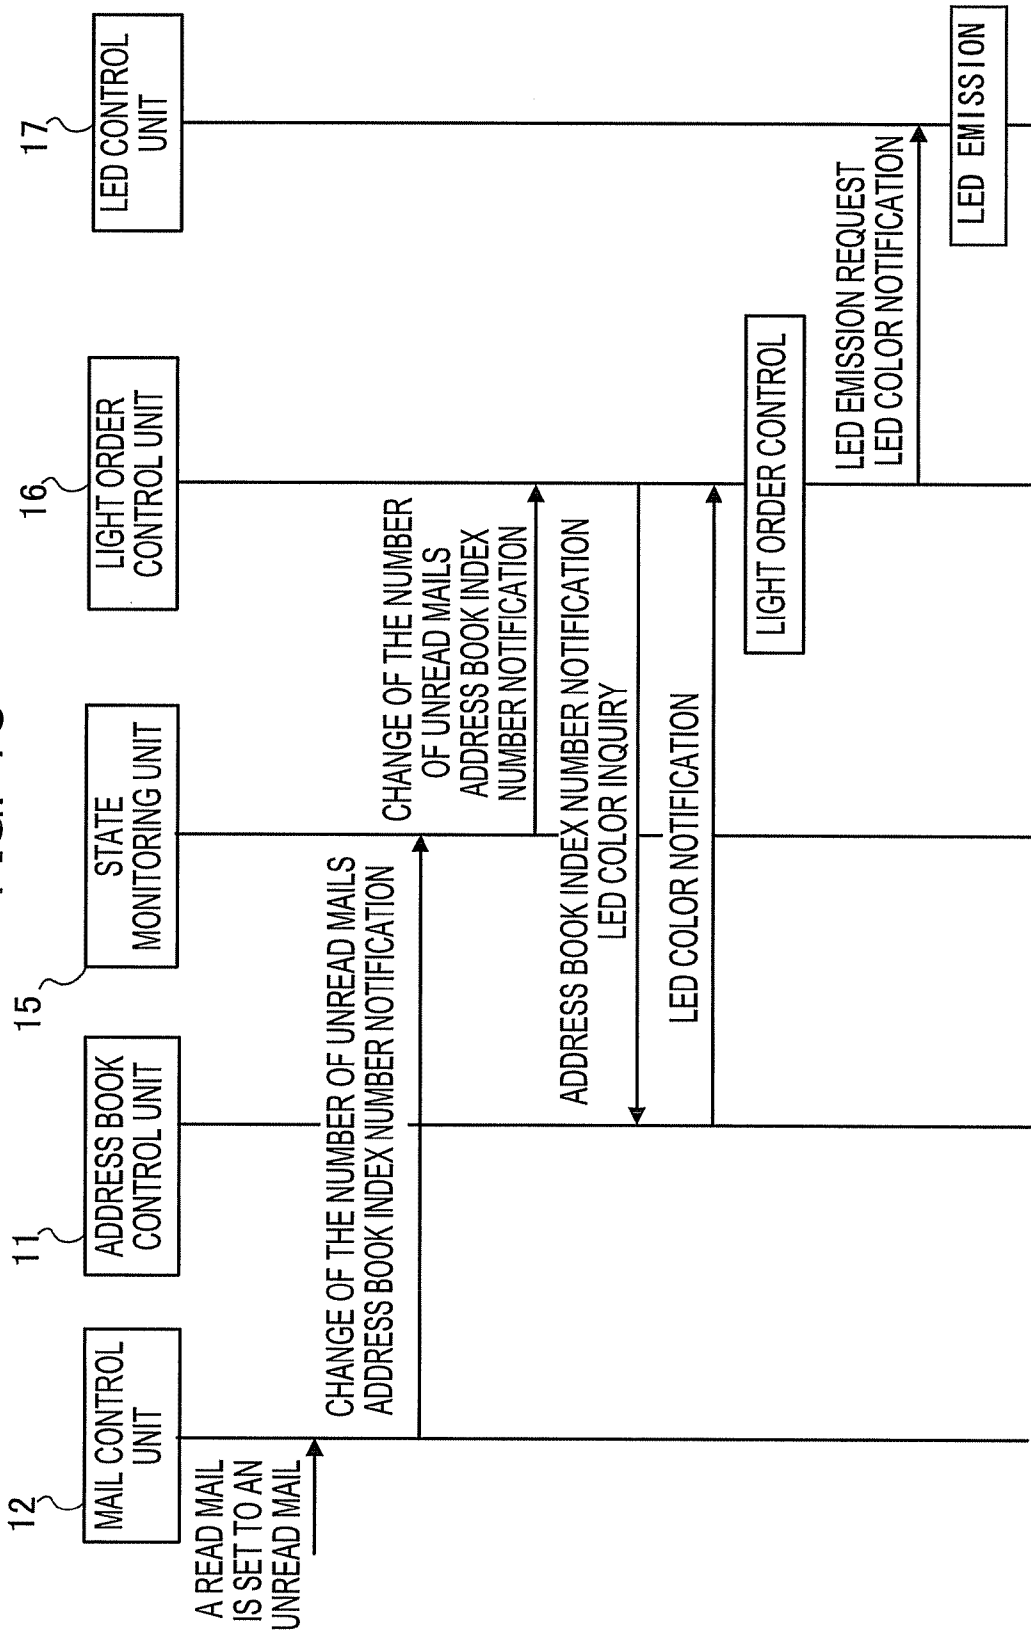 12
MAIL CONTROL
UNIT
11
ADDRESS BOOK
CONTROL UNIT
15
STATE
MONITORING UNIT
16
LIGHT ORDER
CONTROL UNIT
17
LED CONTROL
UNIT
A READ MAIL
IS SET TO AN
UNREAD MAIL
CHANGE OF THE NUMBER OF UNREAD MAILS
ADDRESS BOOK INDEX NUMBER NOTIFICATION
CHANGE OF THE NUMBER
OF UNREAD MAILS
ADDRESS BOOK INDEX
NUMBER NOTIFICATION
ADDRESS BOOK INDEX NUMBER NOTIFICATION
LED COLOR INQUIRY
LED COLOR NOTIFICATION
LIGHT ORDER CONTROL
LED EMISSION REQUEST
LED COLOR NOTIFICATION
LED EMISSION